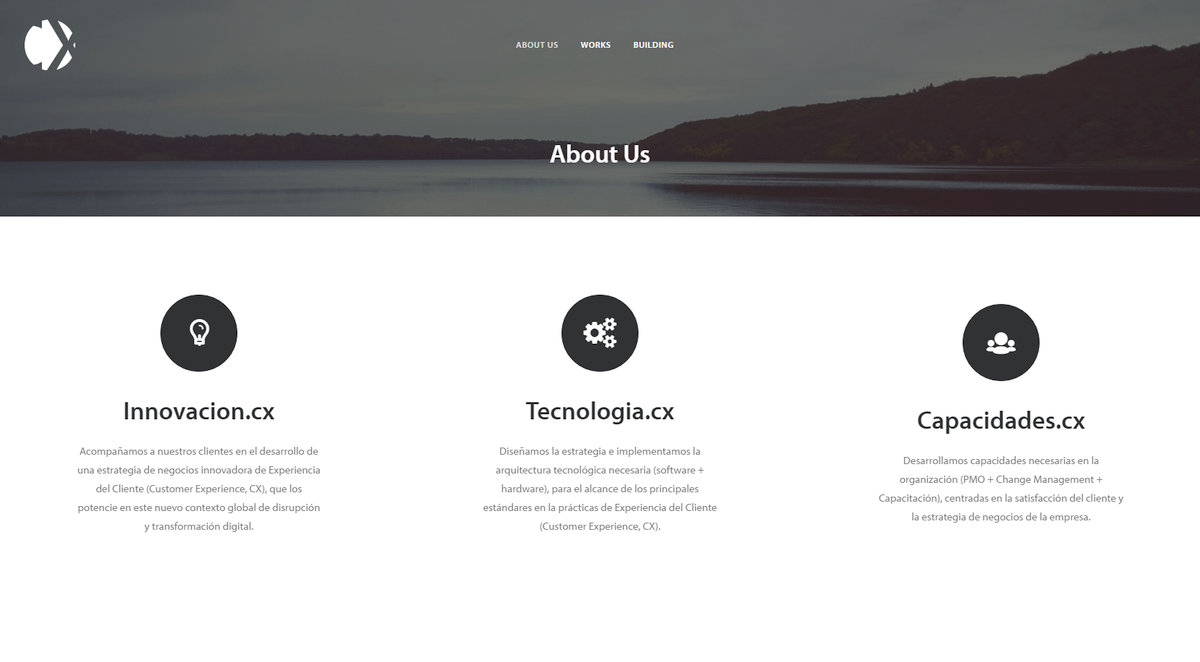 ABOUT US
WORKS
BUILDING
About Us
Innovacion.cx
Acompañamos a nuestros clientes en el desarrollo de
una estrategia de negocios innovadora de Experiencia
del Cliente (Customer Experience, CX), que los
potencie en este nuevo contexto global de disrupción
y transformación digital.
Tecnologia.cx
Diseñamos la estrategia e implementamos la
arquitectura tecnológica necesaria (software +
hardware), para el alcance de los principales
estándares en la prácticas de Experiencia del Cliente
(Customer Experience, CX).
Capacidades.cx
Desarrollamos capacidades necesarias en la
organización (PMO + Change Management +
Capacitación), centradas en la satisfacción del cliente y
la estrategia de negocios de la empresa.